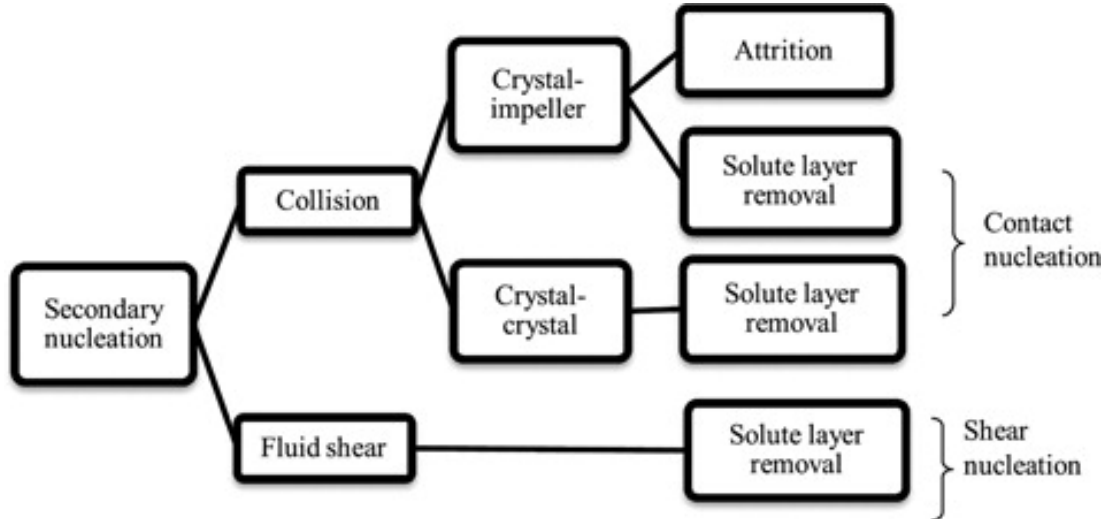 Crystal-
impeller
Attrition
Solute layer
removal
Collision
Contact
nucleation
Secondary
nucleation
Crystal-
crystal
Solute layer
removal
Fluid shear
Solute layer
removal
Shear
nucleation